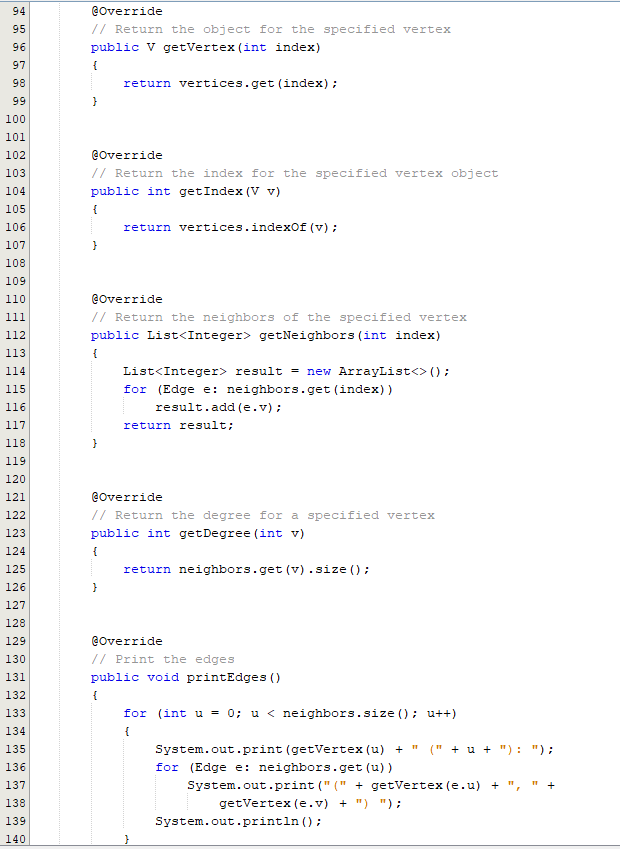 94 @Override
95 // Return the object for the specified vertex
96 public V getVertex(int index)
97 {
98 return vertices.get(index);
99 }
100
101
102 @Override
103 // Return the index for the specified vertex object
104 public int getIndex(V v)
105 {
106 return vertices.indexOf(v);
107 }
108
109
110 @Override
111 // Return the neighbors of the specified vertex
112 public List<Integer> getNeighbors(int index)
113 {
114 List<Integer> result = new ArrayList<>();
115 for (Edge e: neighbors.get(index))
116 result.add(e.v);
117 return result;
118 }
119
120
121 @Override
122 // Return the degree for a specified vertex
123 public int getDegree(int v)
124 {
125 return neighbors.get(v).size();
126 }
127
128
129 @Override
130 // Print the edges
131 public void printEdges()
132 {
133 for (int u = 0; u < neighbors.size(); u++)
134 {
135 System.out.print(getVertex(u) + " (" + u + "): ");
136 for (Edge e: neighbors.get(u))
137 System.out.print("(" + getVertex(e.u) + ", " +
138 getVertex(e.v) + ") ");
139 System.out.println();
140 }